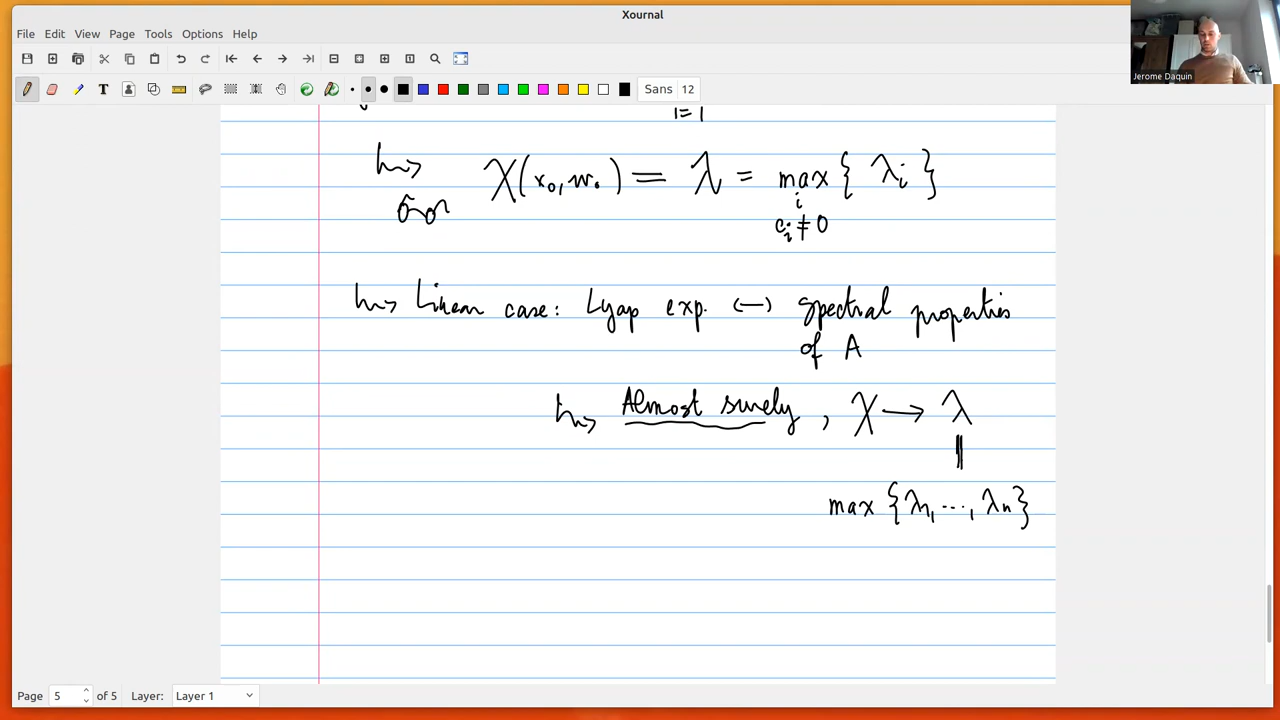 Xournal
Jerome Daquin
File Edit View Page Tools Options Help
Sans 12
i=1
χ(x₀, w₀) = λ = max { λi }
i
ci ≠ 0
Linear case: Lyap exp. ↔ spectral properties
of A
Almost surely, χ → λ
||
max {λ1, ..., λn}
Page 5 of 5 Layer: Layer 1